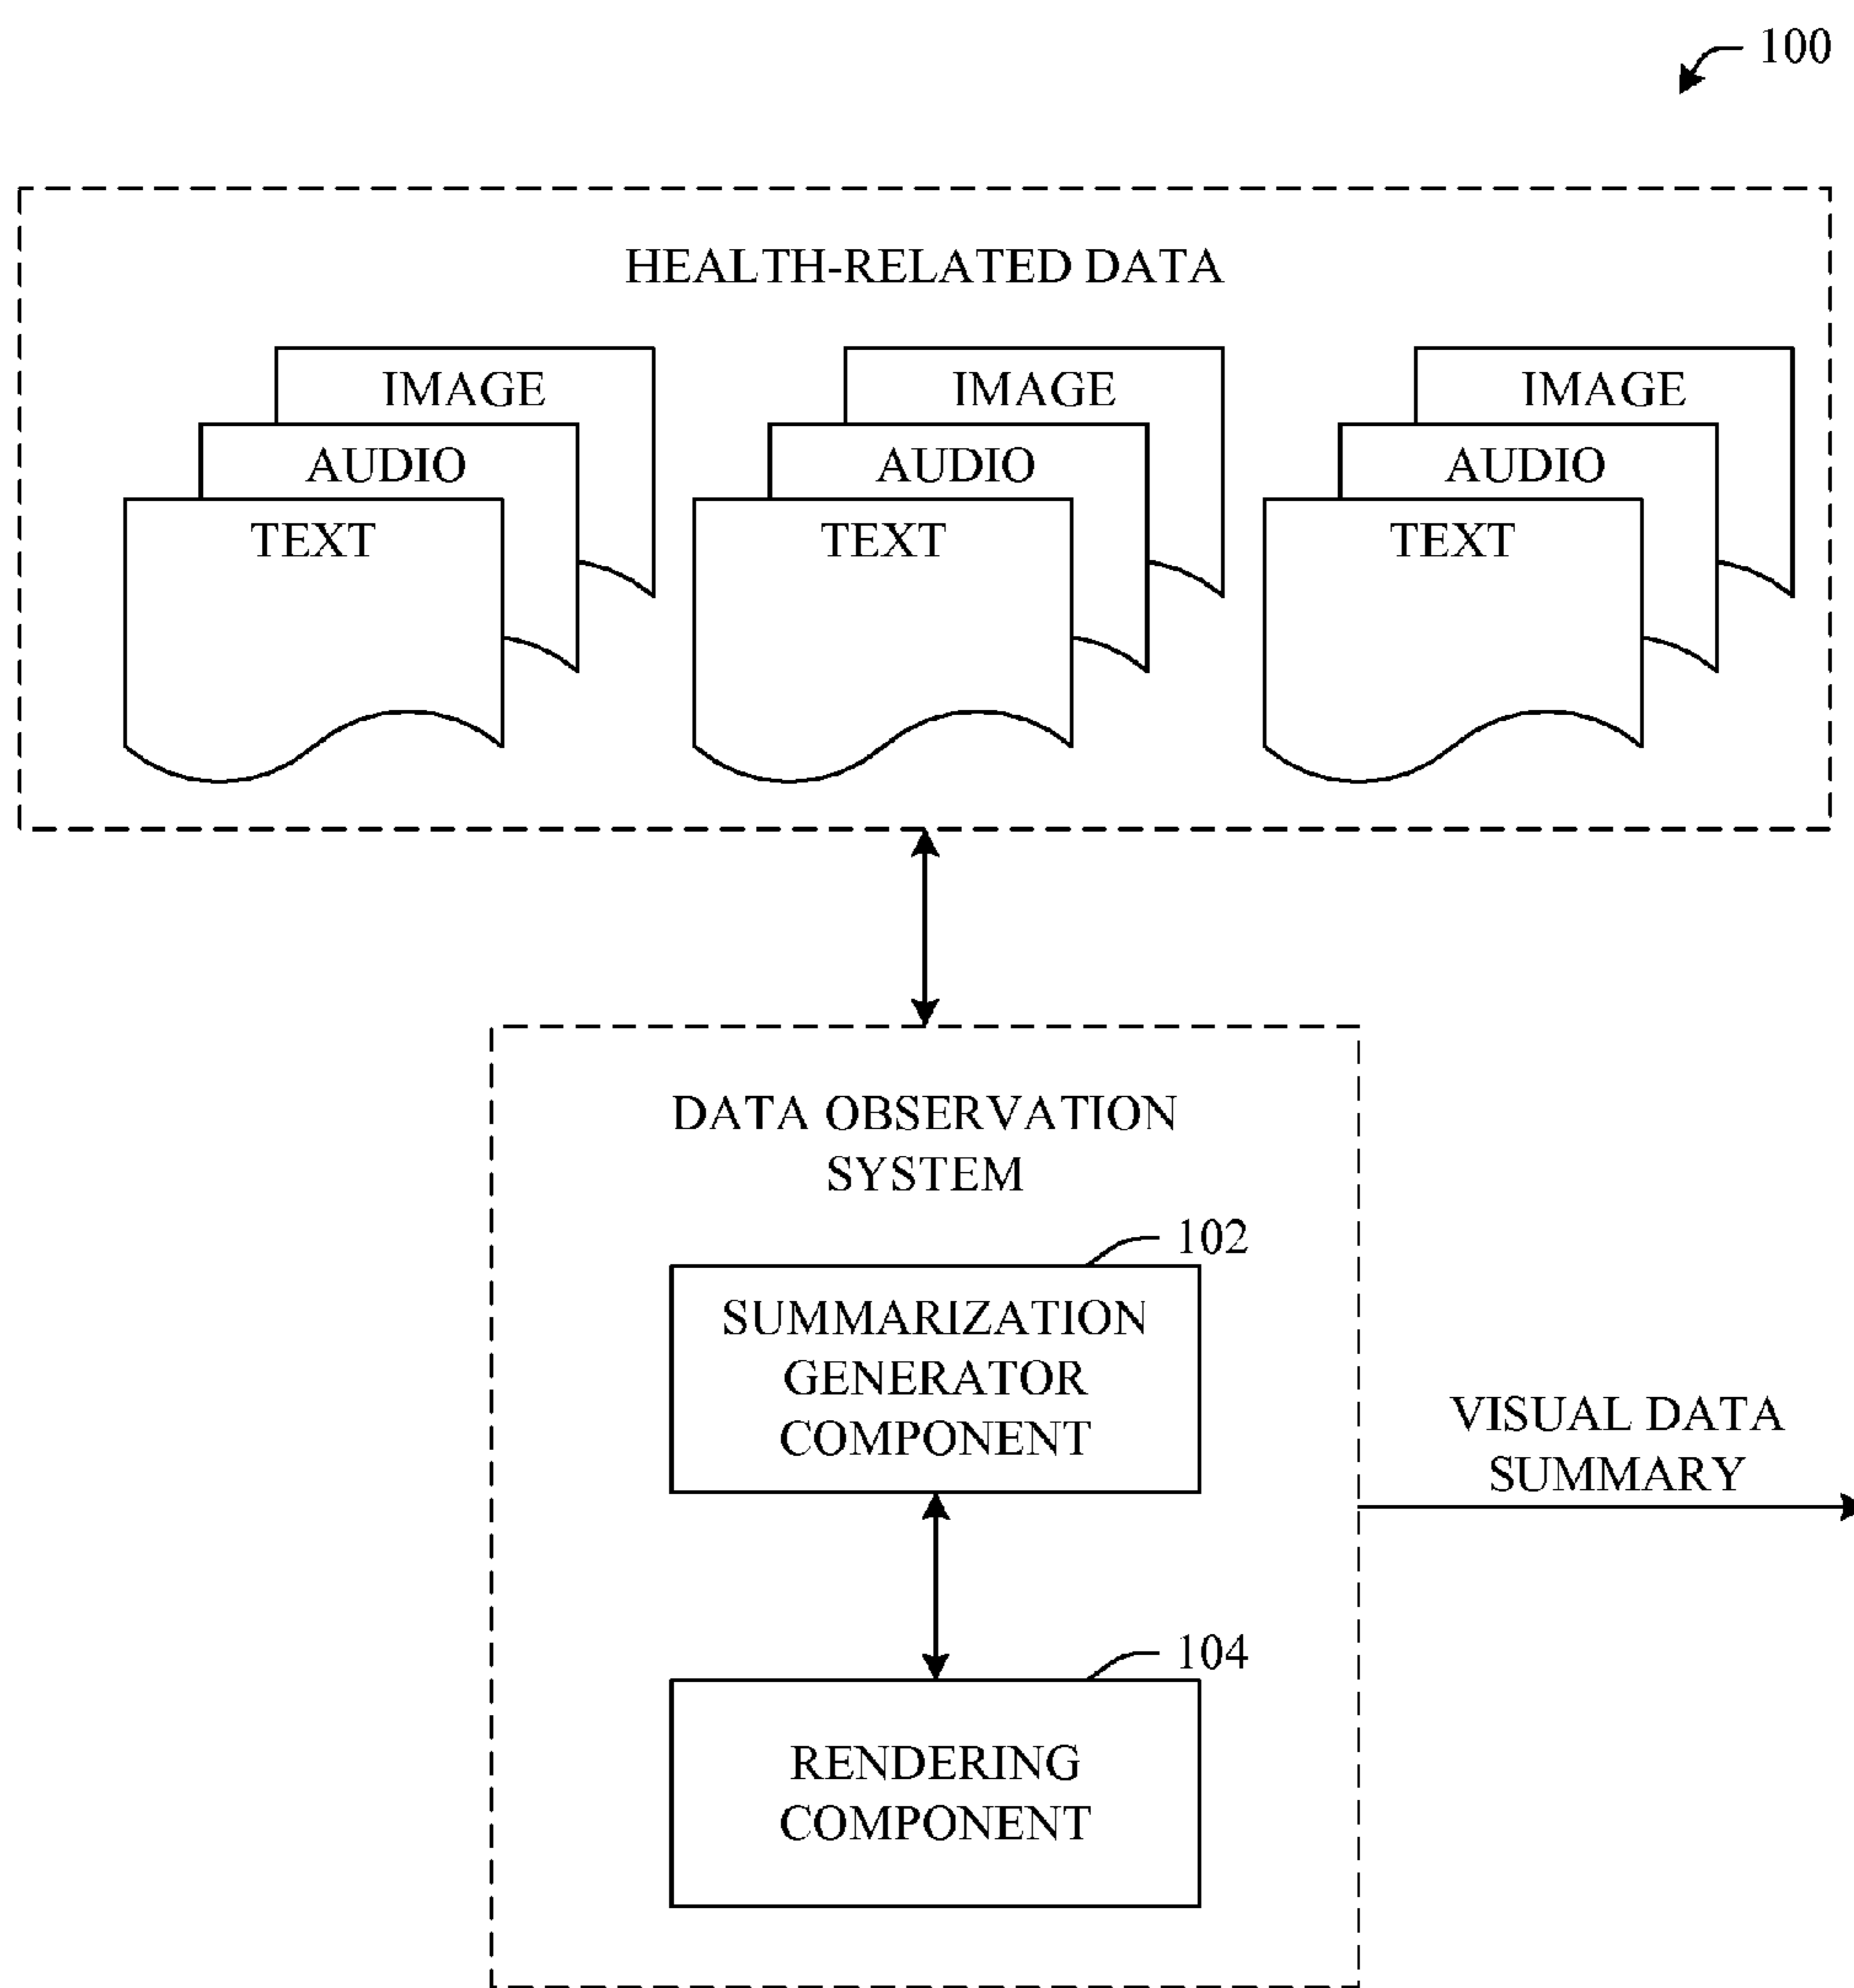 100
HEALTH-RELATED DATA
IMAGE
AUDIO
TEXT
IMAGE
AUDIO
TEXT
IMAGE
AUDIO
TEXT
DATA OBSERVATION
SYSTEM
102
SUMMARIZATION
GENERATOR
COMPONENT
VISUAL DATA
SUMMARY
104
RENDERING
COMPONENT